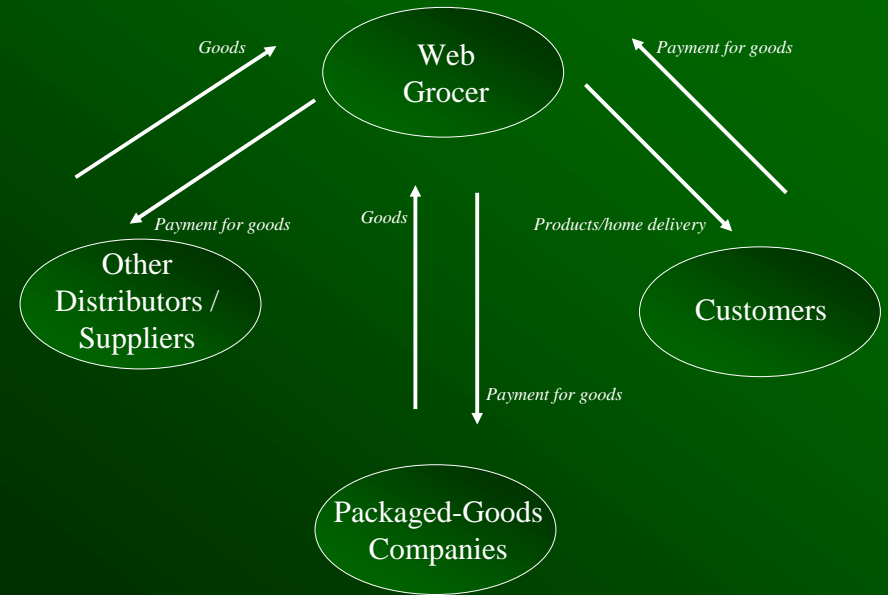 Goods
Web
Grocer
Payment for goods
Payment for goods
Goods
Products/home delivery
Other
Distributors /
Suppliers
Customers
Payment for goods
Packaged-Goods
Companies